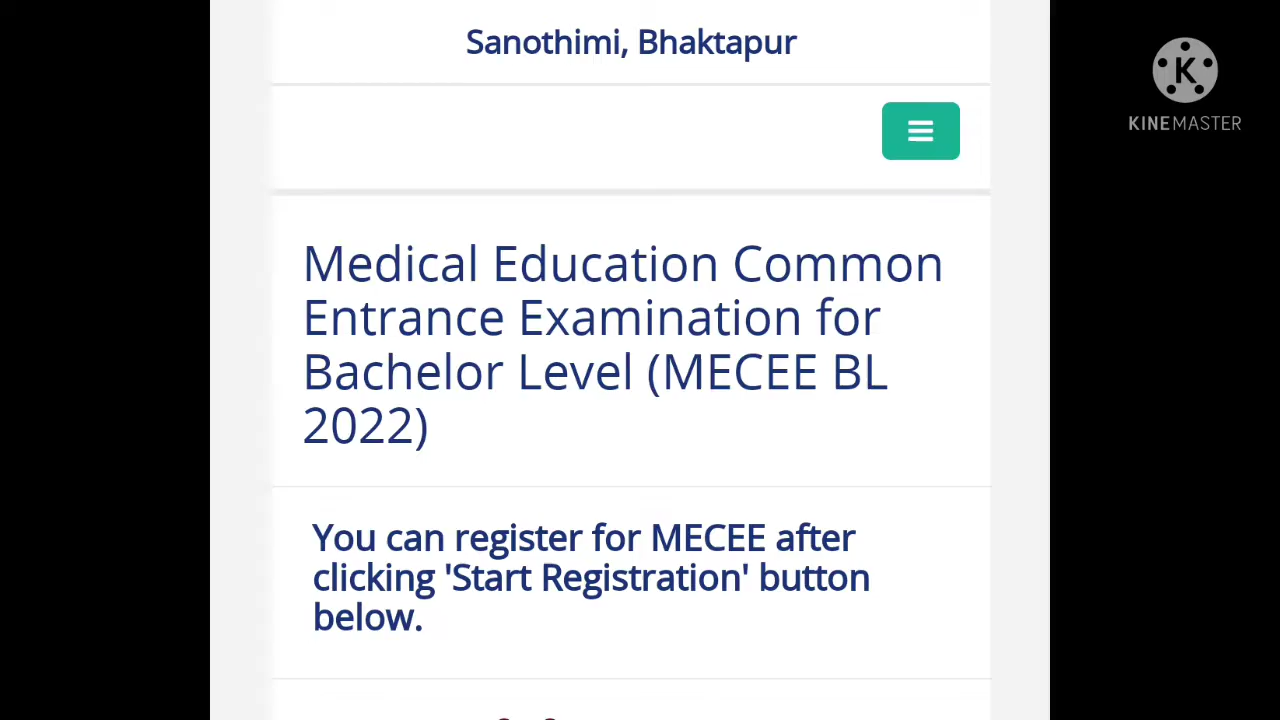 Sanothimi, Bhaktapur
K
KINEMASTER
Medical Education Common
Entrance Examination for
Bachelor Level (MECEE BL
2022)
You can register for MECEE after
clicking 'Start Registration' button
below.